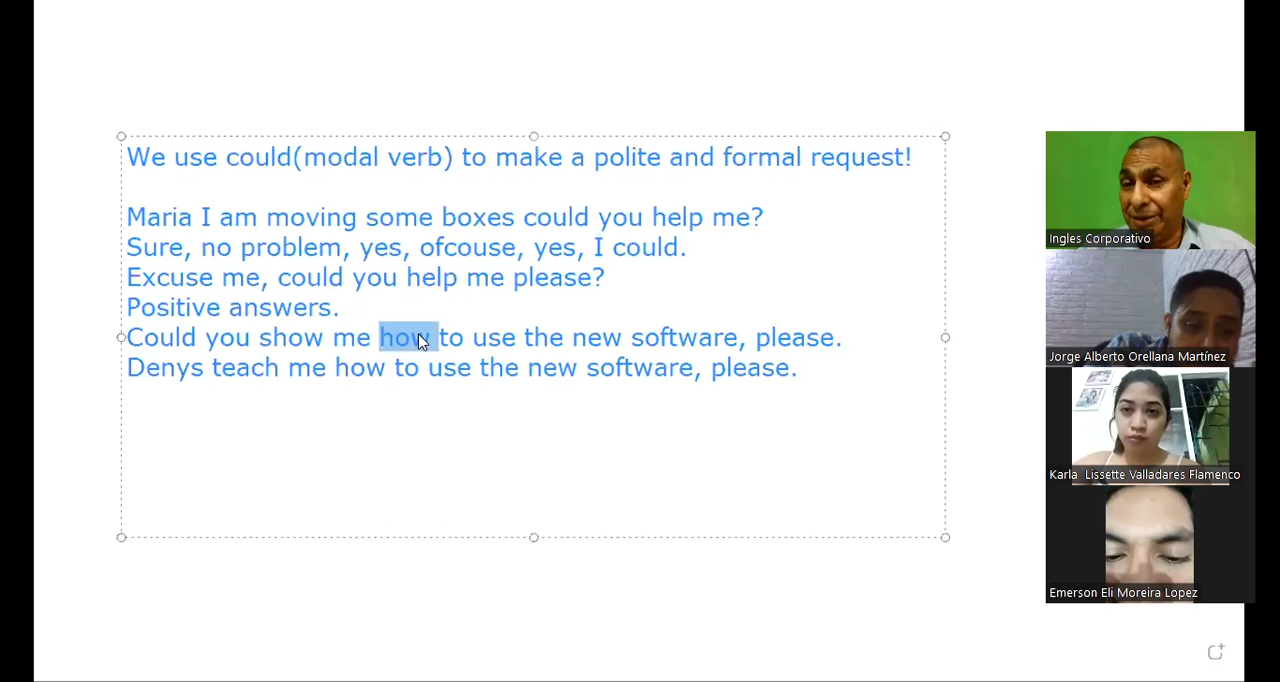 We use could(modal verb) to make a polite and formal request!
Maria I am moving some boxes could you help me?
Sure, no problem, yes, ofcouse, yes, I could.
Excuse me, could you help me please?
Positive answers.
Could you show me how to use the new software, please.
Denys teach me how to use the new software, please.
Ingles Corporativo
Jorge Alberto Orellana Martínez
Karla Lissette Valladares Flamenco
Emerson Eli Moreira Lopez